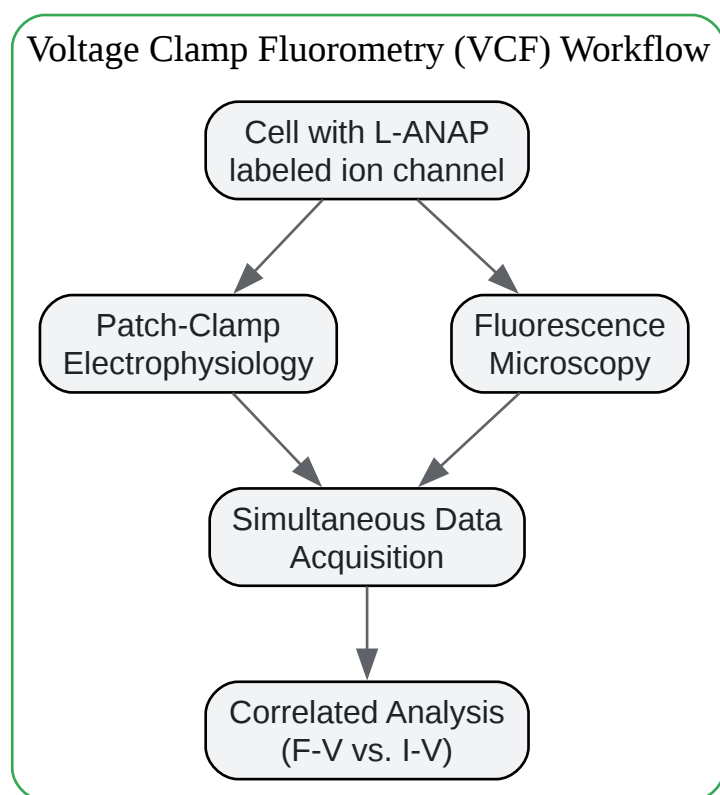 Voltage Clamp Fluorometry (VCF) Workflow
Cell with L-ANAP
labeled ion channel
Patch-Clamp
Electrophysiology
Fluorescence
Microscopy
Simultaneous Data
Acquisition
Correlated Analysis
(F-V vs. I-V)